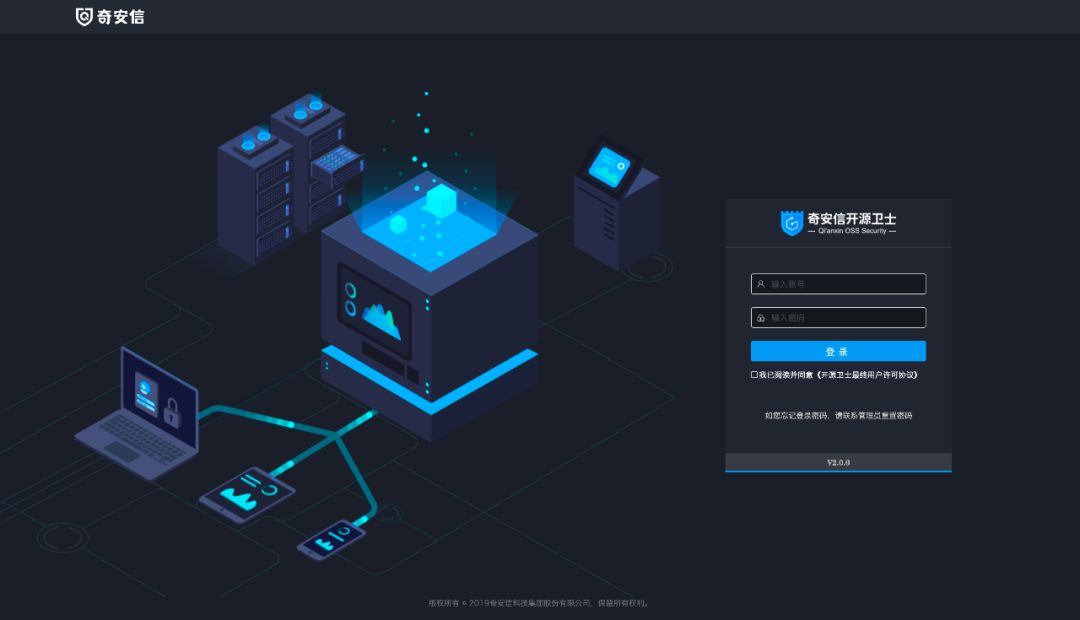 奇安信
奇安信开源卫士
— Qi'anxin OSS Security —
输入账号
输入密码
登 录
我已阅读并同意《开源卫士最终用户许可协议》
如您忘记登录密码，请联系管理员重置密码
V2.0.0
版权所有 © 2019奇安信科技集团股份有限公司，保留所有权利。